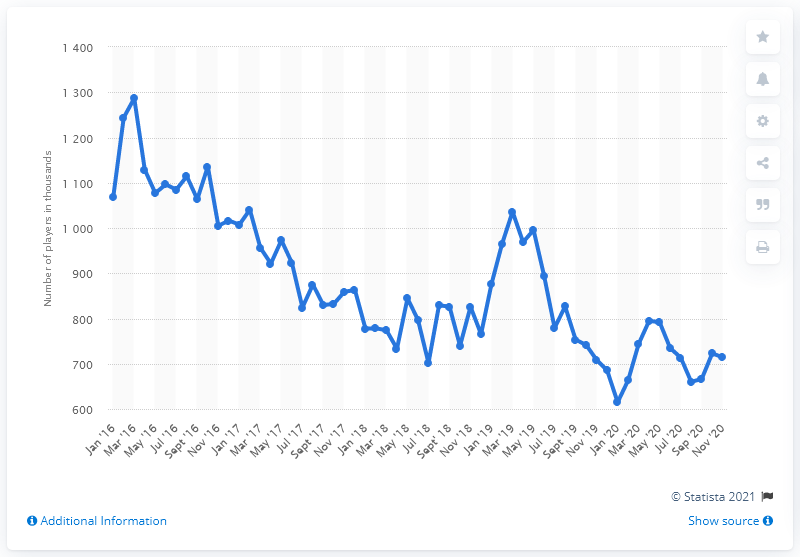 Number of players in thousands
1 400
1 300
1 200
1 100
1 000
900
800
700
600
Jan '16
Mar '16
May '16
Jul '16
Sept '16
Nov '16
Jan '17
Mar '17
May '17
Jul '17
Sept '17
Nov '17
Jan '18
Mar '18
May '18
Jul '18
Sept' 18
Nov '18
Jan '19
Mar '19
May '19
Jul '19
Sept '19
Nov '19
Jan '20
Mar '20
May '20
Jul '20
Sep '20
Nov '20
© Statista 2021
Additional Information
Show source